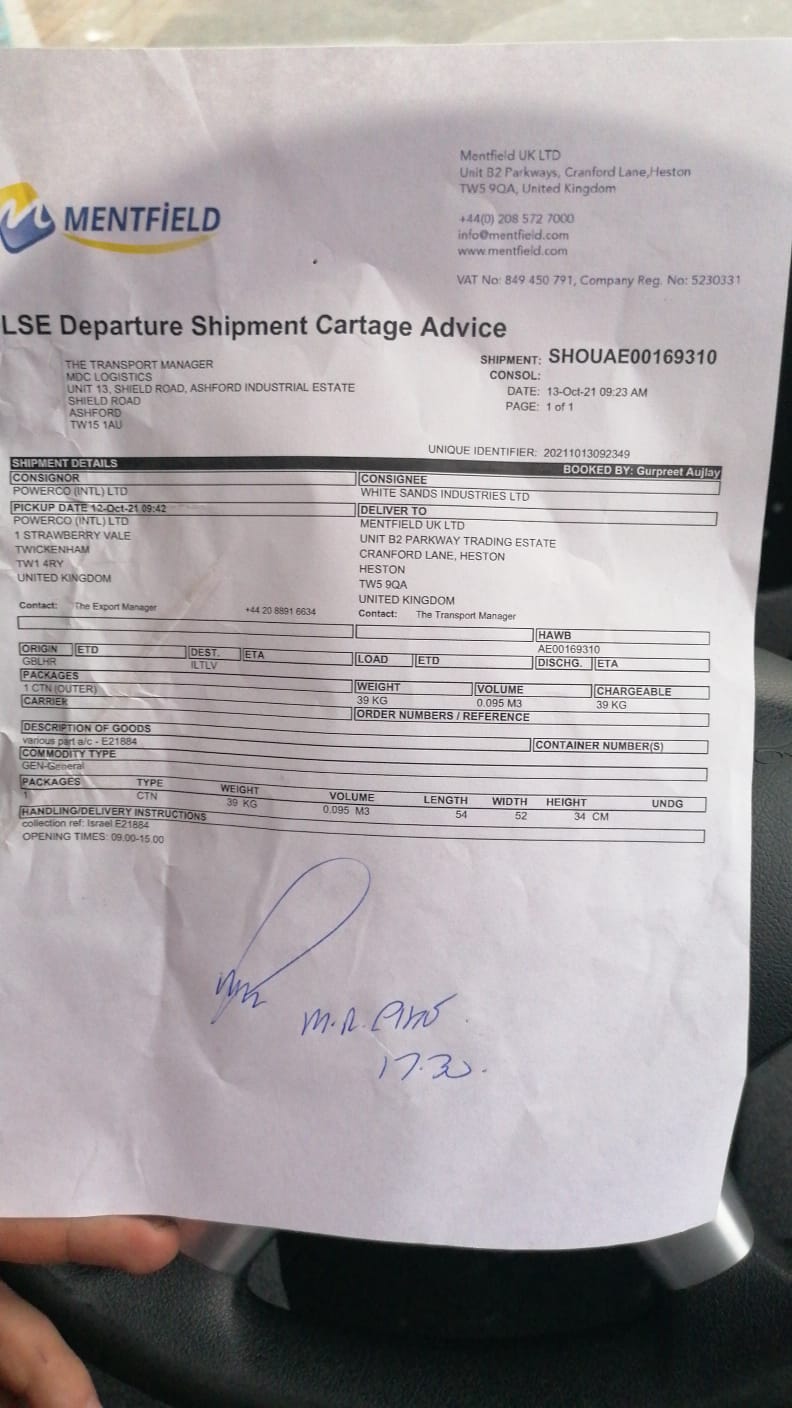 MENTFiELD
Mentfield UK LTD
Unit B2 Parkways, Cranford Lane,Heston
TW5 9QA, United Kingdom
+44(0) 208 572 7000
info@mentfield.com
www.mentfield.com
VAT No: 849 450 791, Company Reg. No: 5230331
LSE Departure Shipment Cartage Advice
THE TRANSPORT MANAGER
MDC LOGISTICS
UNIT 13, SHIELD ROAD, ASHFORD INDUSTRIAL ESTATE
SHIELD ROAD
ASHFORD
TW15 1AU
SHIPMENT: SHOUAE00169310
CONSOL:
DATE: 13-Oct-21 09:23 AM
PAGE: 1 of 1
UNIQUE IDENTIFIER: 20211013092349
SHIPMENT DETAILS BOOKED BY: Gurpreet Aujlay
CONSIGNOR
POWERCO (INTL) LTD
PICKUP DATE 12-Oct-21 09:42
POWERCO (INTL) LTD
1 STRAWBERRY VALE
TWICKENHAM
TW1 4RY
UNITED KINGDOM
Contact: The Export Manager +44 20 8891 6634
CONSIGNEE
WHITE SANDS INDUSTRIES LTD
DELIVER TO
MENTFIELD UK LTD
UNIT B2 PARKWAY TRADING ESTATE
CRANFORD LANE, HESTON
HESTON
TW5 9QA
UNITED KINGDOM
Contact: The Transport Manager
HAWB
AE00169310
ORIGIN ETD DEST. ETA LOAD ETD DISCHG. ETA
GBLHR ILTLV
PACKAGES WEIGHT VOLUME CHARGEABLE
1 CTN (OUTER) 39 KG 0.095 M3 39 KG
CARRIER ORDER NUMBERS / REFERENCE
DESCRIPTION OF GOODS CONTAINER NUMBER(S)
various part a/c - E21884
COMMODITY TYPE
GEN-General
PACKAGES TYPE WEIGHT VOLUME LENGTH WIDTH HEIGHT UNDG
1 CTN 39 KG 0.095 M3 54 52 34 CM
HANDLING/DELIVERY INSTRUCTIONS
collection ref: Israel E21884
OPENING TIMES: 09.00-15.00
17.30.